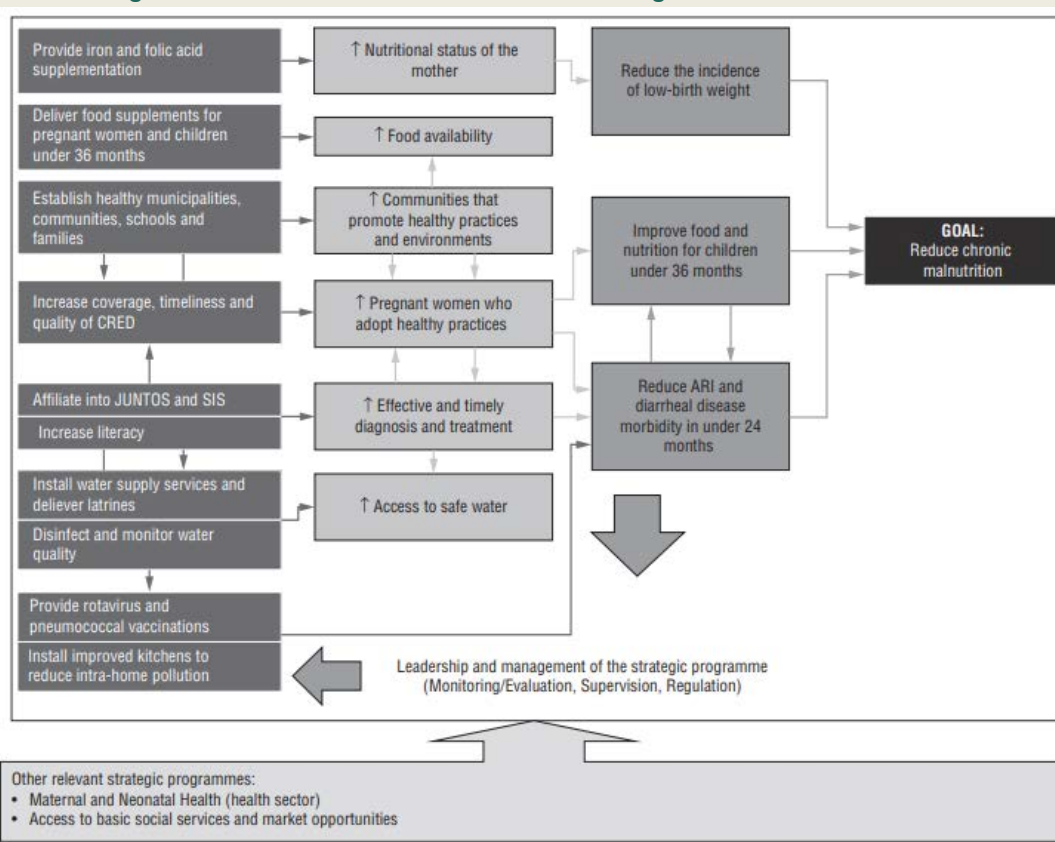 Provide iron and folic acid
supplementation
↑ Nutritional status of the
mother
Reduce the incidence
of low-birth weight
Deliver food supplements for
pregnant women and children
under 36 months
↑ Food availability
Establish healthy municipalities,
communities, schools and
families
↑ Communities that
promote healthy practices
and environments
Improve food and
nutrition for children
under 36 months
GOAL:
Reduce chronic
malnutrition
Increase coverage, timeliness and
quality of CRED
↑ Pregnant women who
adopt healthy practices
Affiliate into JUNTOS and SIS
Increase literacy
↑ Effective and timely
diagnosis and treatment
Reduce ARI and
diarrheal disease
morbidity in under 24
months
Install water supply services and
deliever latrines
Disinfect and monitor water
quality
↑ Access to safe water
Provide rotavirus and
pneumococcal vaccinations
Install improved kitchens to
reduce intra-home pollution
Leadership and management of the strategic programme
(Monitoring/Evaluation, Supervision, Regulation)
Other relevant strategic programmes:
• Maternal and Neonatal Health (health sector)
• Access to basic social services and market opportunities